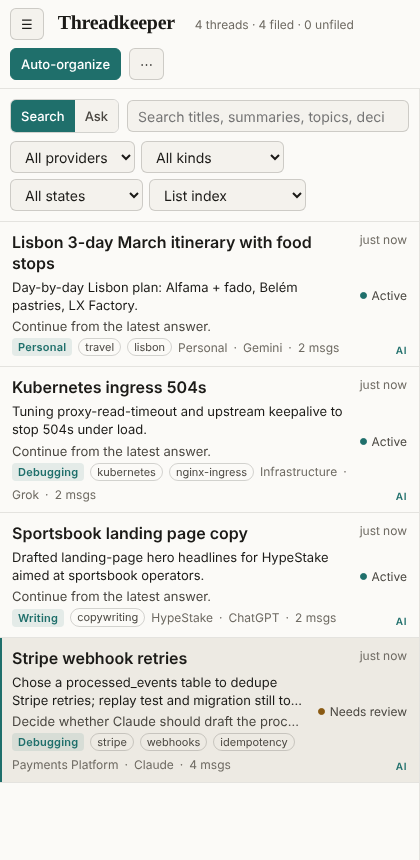 ☰ Threadkeeper 4 threads · 4 filed · 0 unfiled
Auto-organize ...
Search Ask Search titles, summaries, topics, deci
All providers All kinds
All states List index
Lisbon 3-day March itinerary with food just now
stops
Day-by-day Lisbon plan: Alfama + fado, Belém
pastries, LX Factory.
Active
Continue from the latest answer.
Personal travel lisbon Personal · Gemini · 2 msgs AI
Kubernetes ingress 504s just now
Tuning proxy-read-timeout and upstream keepalive to
stop 504s under load.
Active
Continue from the latest answer.
Debugging kubernetes nginx-ingress Infrastructure ·
Grok · 2 msgs AI
Sportsbook landing page copy just now
Drafted landing-page hero headlines for HypeStake
aimed at sportsbook operators. Active
Continue from the latest answer.
Writing copywriting HypeStake · ChatGPT · 2 msgs AI
Stripe webhook retries just now
Chose a processed_events table to dedupe
Stripe retries; replay test and migration still to...
Needs review
Decide whether Claude should draft the proc...
Debugging stripe webhooks idempotency
Payments Platform · Claude · 4 msgs AI